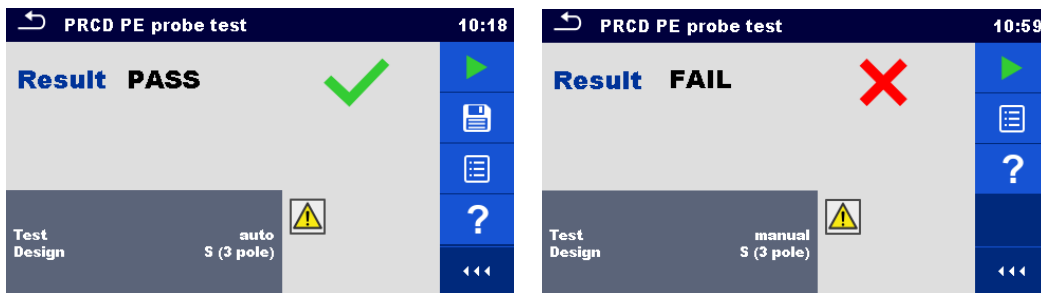 PRCD PE probe test 10:18
Result PASS
?
Test auto
Design S (3 pole)
PRCD PE probe test 10:59
Result FAIL
?
Test manual
Design S (3 pole)